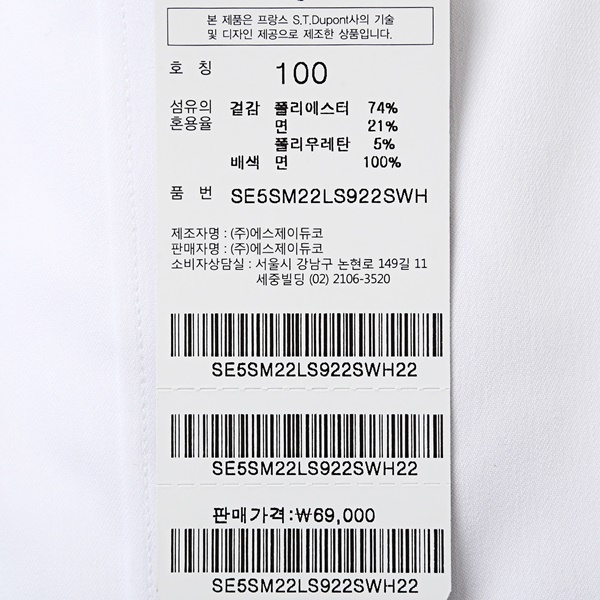 본 제품은 프랑스 S.T.Dupont사의 기술
및 디자인 제공으로 제조한 상품입니다.
호 칭 100
섬유의 혼용율 겉감 폴리에스터 74%
면 21%
폴리우레탄 5%
배색 면 100%
품 번 SE5SM22LS922SWH
제조자명 : (주)에스제이듀코
판매자명 : (주)에스제이듀코
소비자상담실 : 서울시 강남구 논현로 149길 11
세중빌딩 (02) 2106-3520
SE5SM22LS922SWH22
SE5SM22LS922SWH22
판매가격:₩69,000
SE5SM22LS922SWH22